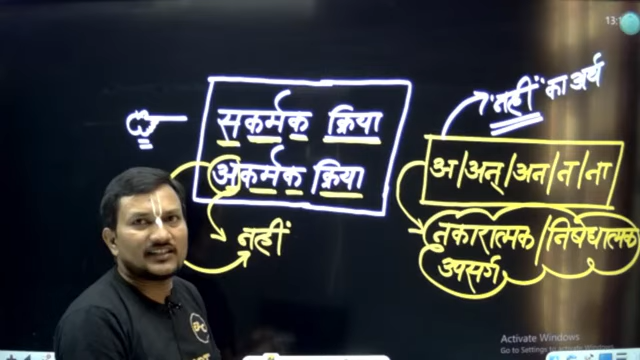 सकर्मक क्रिया
अकर्मक क्रिया
नहीं
"नहीं" का अर्थ
अ/अन्/अन/न/ना
नकारात्मक/निषेधात्मक
उपसर्ग
Activate Windows
Go to Settings to activate Windows.